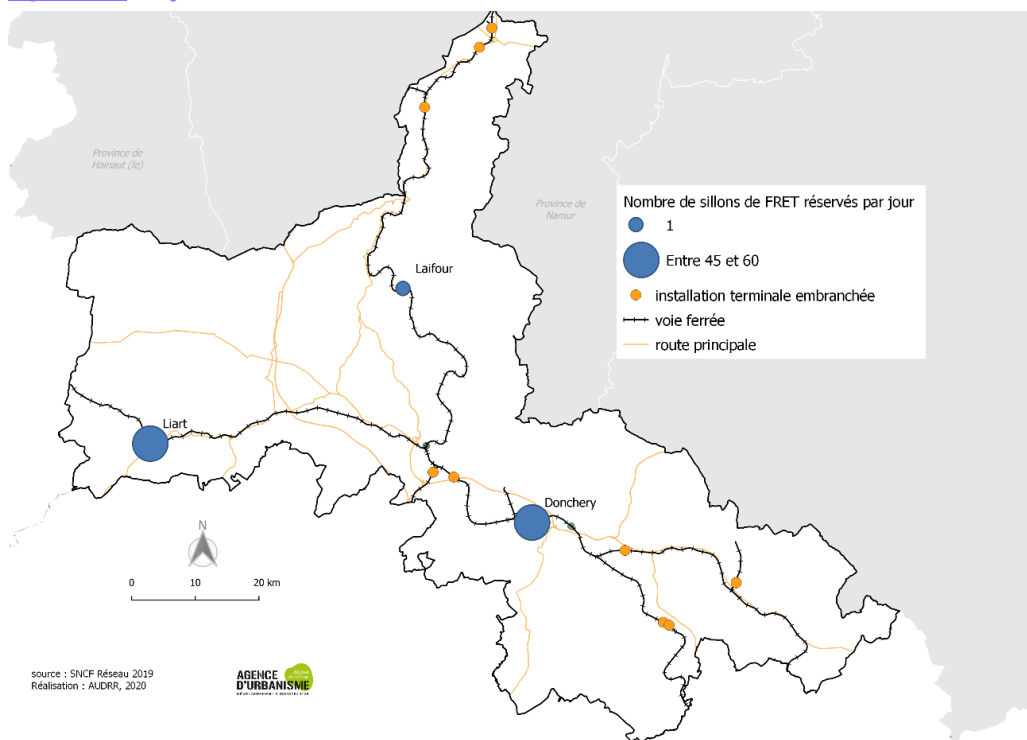 Province de
Hainaut (le)
Province de
Namur
Nombre de sillons de FRET réservés par jour
1
Entre 45 et 60
installation terminale embranchée
voie ferrée
route principale
Laifour
Liart
Donchery
N
0 10 20 km
source : SNCF Réseau 2019
Réalisation : AUDRR, 2020
AGENCE
D'URBANISME